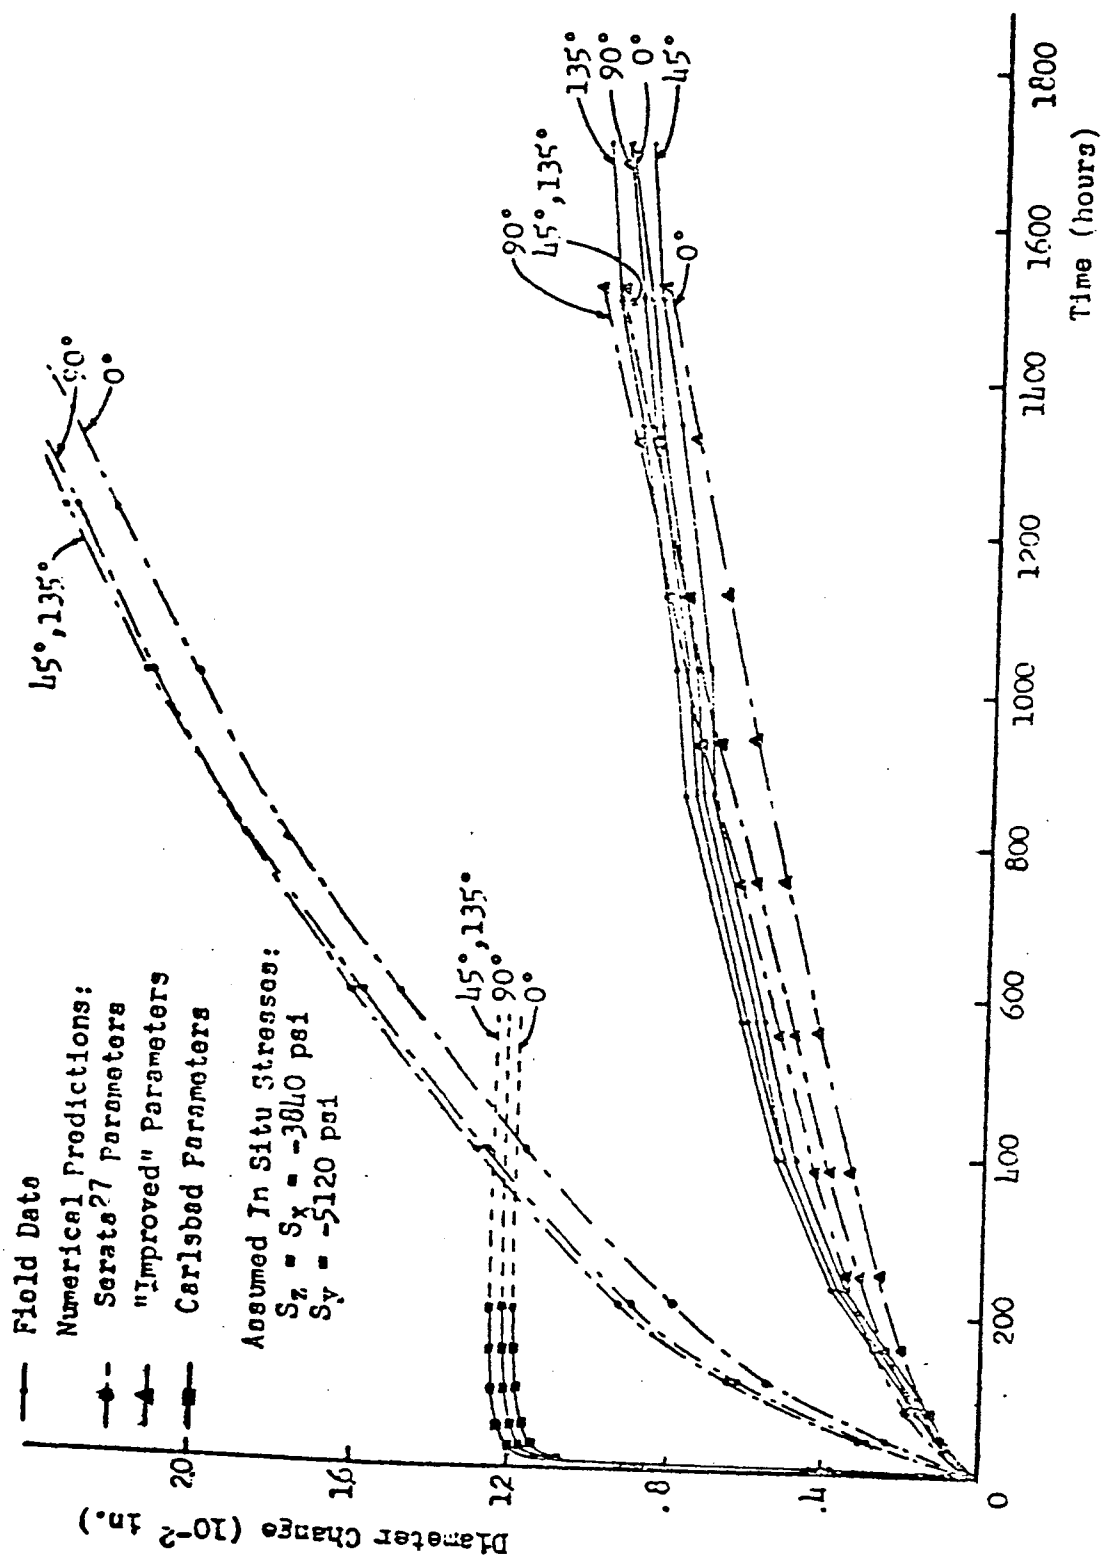 Field Data
Numerical Predictions:
Serata²⁷ Parameters
"Improved" Parameters
Carlsbad Parameters
Assumed In Situ Stresses:
Sz = Sx = -3840 psi
Sy = -5120 psi
45°,135°
90°
0°
45°,135°
90°
0°
90°
45°,135°
0°
135°
90°
0°
45°
Diameter Change (10⁻² in.)
2.0
1.6
1.2
.8
.4
0
200
400
600
800
1000
1200
1400
1600
1800
Time (hours)